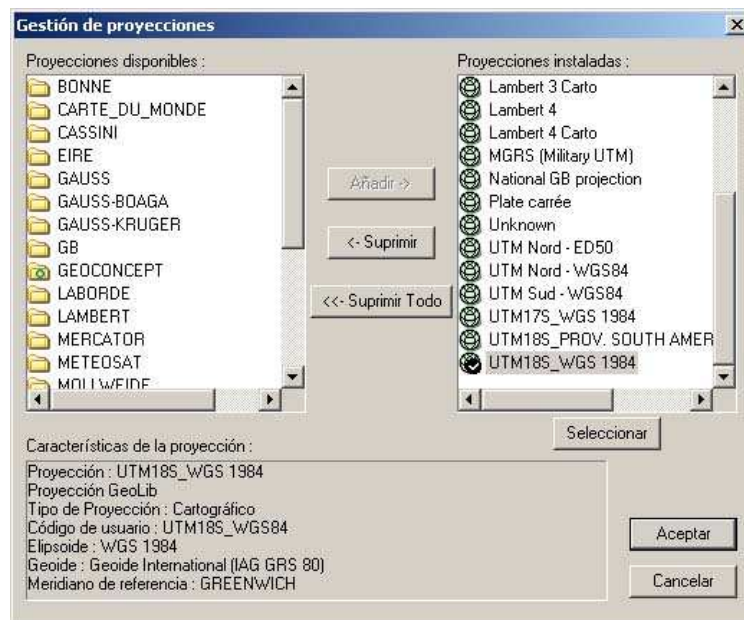 Gestión de proyecciones
Proyecciones disponibles :
BONNE
CARTE_DU_MONDE
CASSINI
EIRE
GAUSS
GAUSS-BOAGA
GAUSS-KRUGER
GB
GEOCONCEPT
LABORDE
LAMBERT
MERCATOR
METEOSAT
MOLLWEIDE
Añadir ->
<- Suprimir
<<- Suprimir Todo
Proyecciones instaladas :
Lambert 3 Carto
Lambert 4
Lambert 4 Carto
MGRS (Military UTM)
National GB projection
Plate carrée
Unknown
UTM Nord - ED50
UTM Nord - WGS84
UTM Sud - WGS84
UTM17S_WGS 1984
UTM18S_PROV. SOUTH AMER
UTM18S_WGS 1984
Seleccionar
Características de la proyección :
Proyección : UTM18S_WGS 1984
Proyección GeoLib
Tipo de Proyección : Cartográfico
Código de usuario : UTM18S_WGS84
Elipsoide : WGS 1984
Geoide : Geoide International (IAG GRS 80)
Meridiano de referencia : GREENWICH
Aceptar
Cancelar